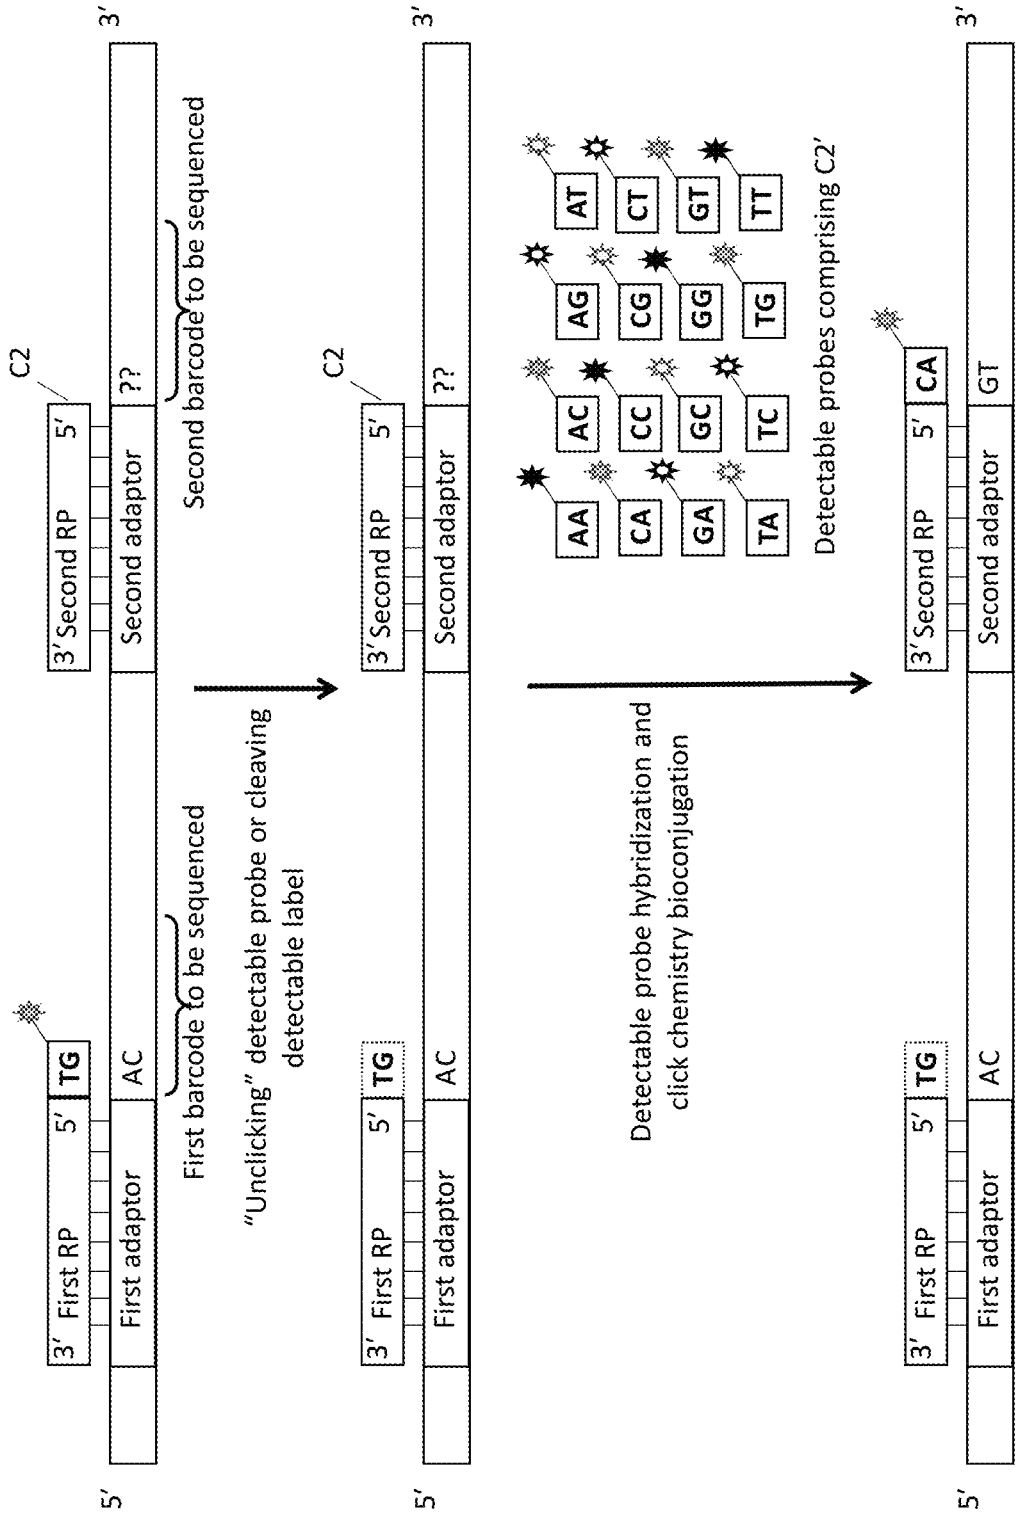 C2
3′ First RP 5′ TG
3′ Second RP 5′
5′ First adaptor AC Second adaptor ?? 3′
First barcode to be sequenced
Second barcode to be sequenced
“Unclicking” detectable probe or cleaving
detectable label
C2
3′ First RP 5′ TG
3′ Second RP 5′
5′ First adaptor AC Second adaptor ?? 3′
Detectable probe hybridization and
click chemistry bioconjugation
AA AC AG AT
CA CC CG CT
GA GC GG GT
TA TC TG TT
Detectable probes comprising C2′
3′ First RP 5′ TG
3′ Second RP 5′ CA
5′ First adaptor AC Second adaptor GT 3′